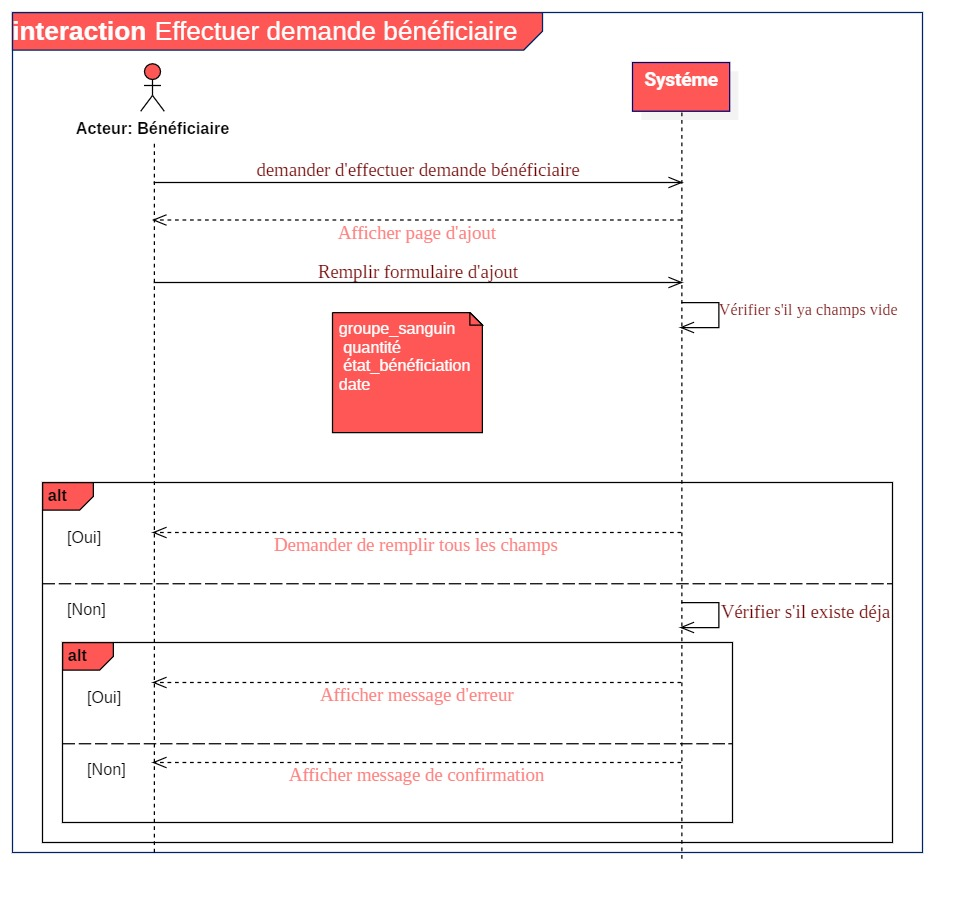 interaction Effectuer demande bénéficiaire
Systéme
Acteur: Bénéficiaire
demander d'effectuer demande bénéficiaire
Afficher page d'ajout
Remplir formulaire d'ajout
Vérifier s'il ya champs vide
groupe_sanguin
quantité
état_bénéficiation
date
alt
[Oui]
Demander de remplir tous les champs
[Non]
Vérifier s'il existe déja
alt
[Oui]
Afficher message d'erreur
[Non]
Afficher message de confirmation